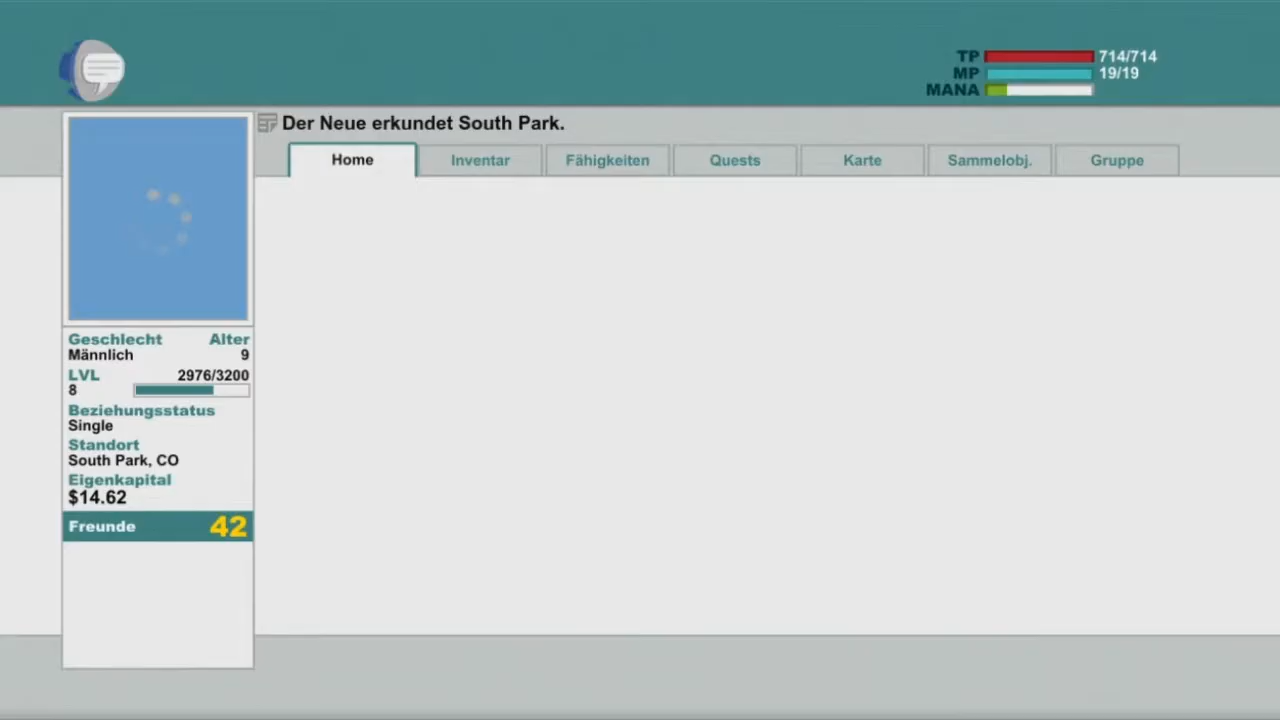 TP 714/714
MP 19/19
MANA
Der Neue erkundet South Park.
Home Inventar Fähigkeiten Quests Karte Sammelobj. Gruppe
Geschlecht Alter
Männlich 9
LVL 2976/3200
8
Beziehungsstatus
Single
Standort
South Park, CO
Eigenkapital
$14.62
Freunde 42